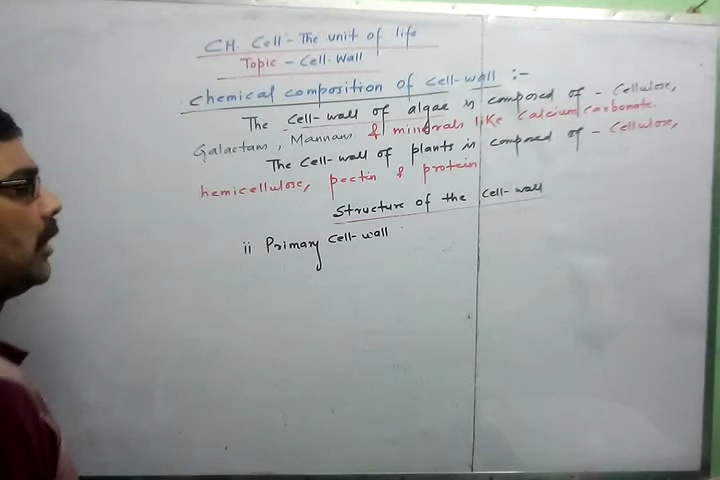 CH. Cell - The unit of life
Topic - Cell-Wall
Chemical composition of cell-wall :-
The Cell-wall of algae is composed of - Cellulose,
Galactans, Mannans & minerals like Calcium Carbonate.
The Cell-wall of plants is composed of - Cellulose,
hemicellulose, pectin & protein
Structure of the Cell-wall
ii Primary Cell-wall